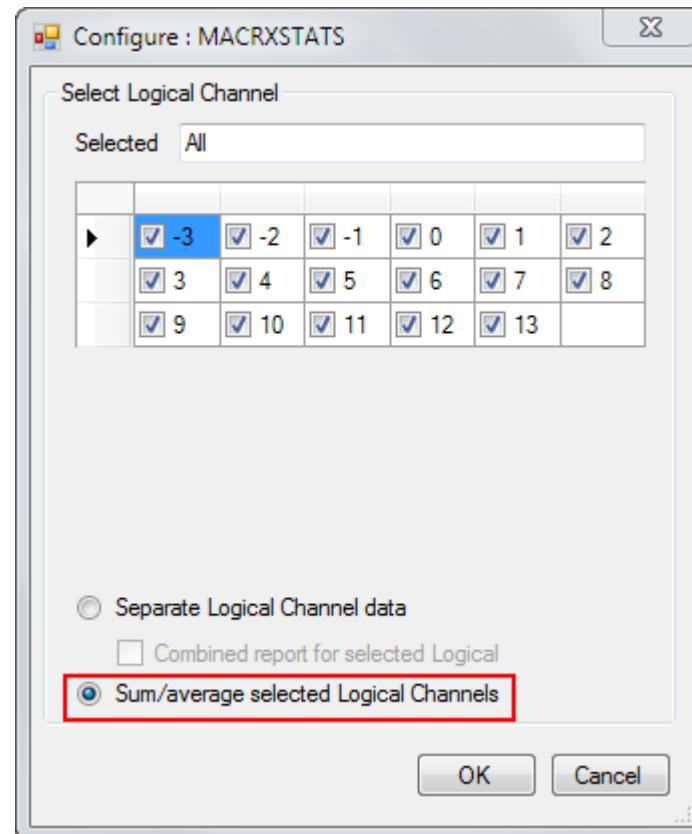 Configure : MACRXSTATS
Select Logical Channel
Selected All
-3 -2 -1 0 1 2
3 4 5 6 7 8
9 10 11 12 13
Separate Logical Channel data
Combined report for selected Logical
Sum/average selected Logical Channels
OK Cancel